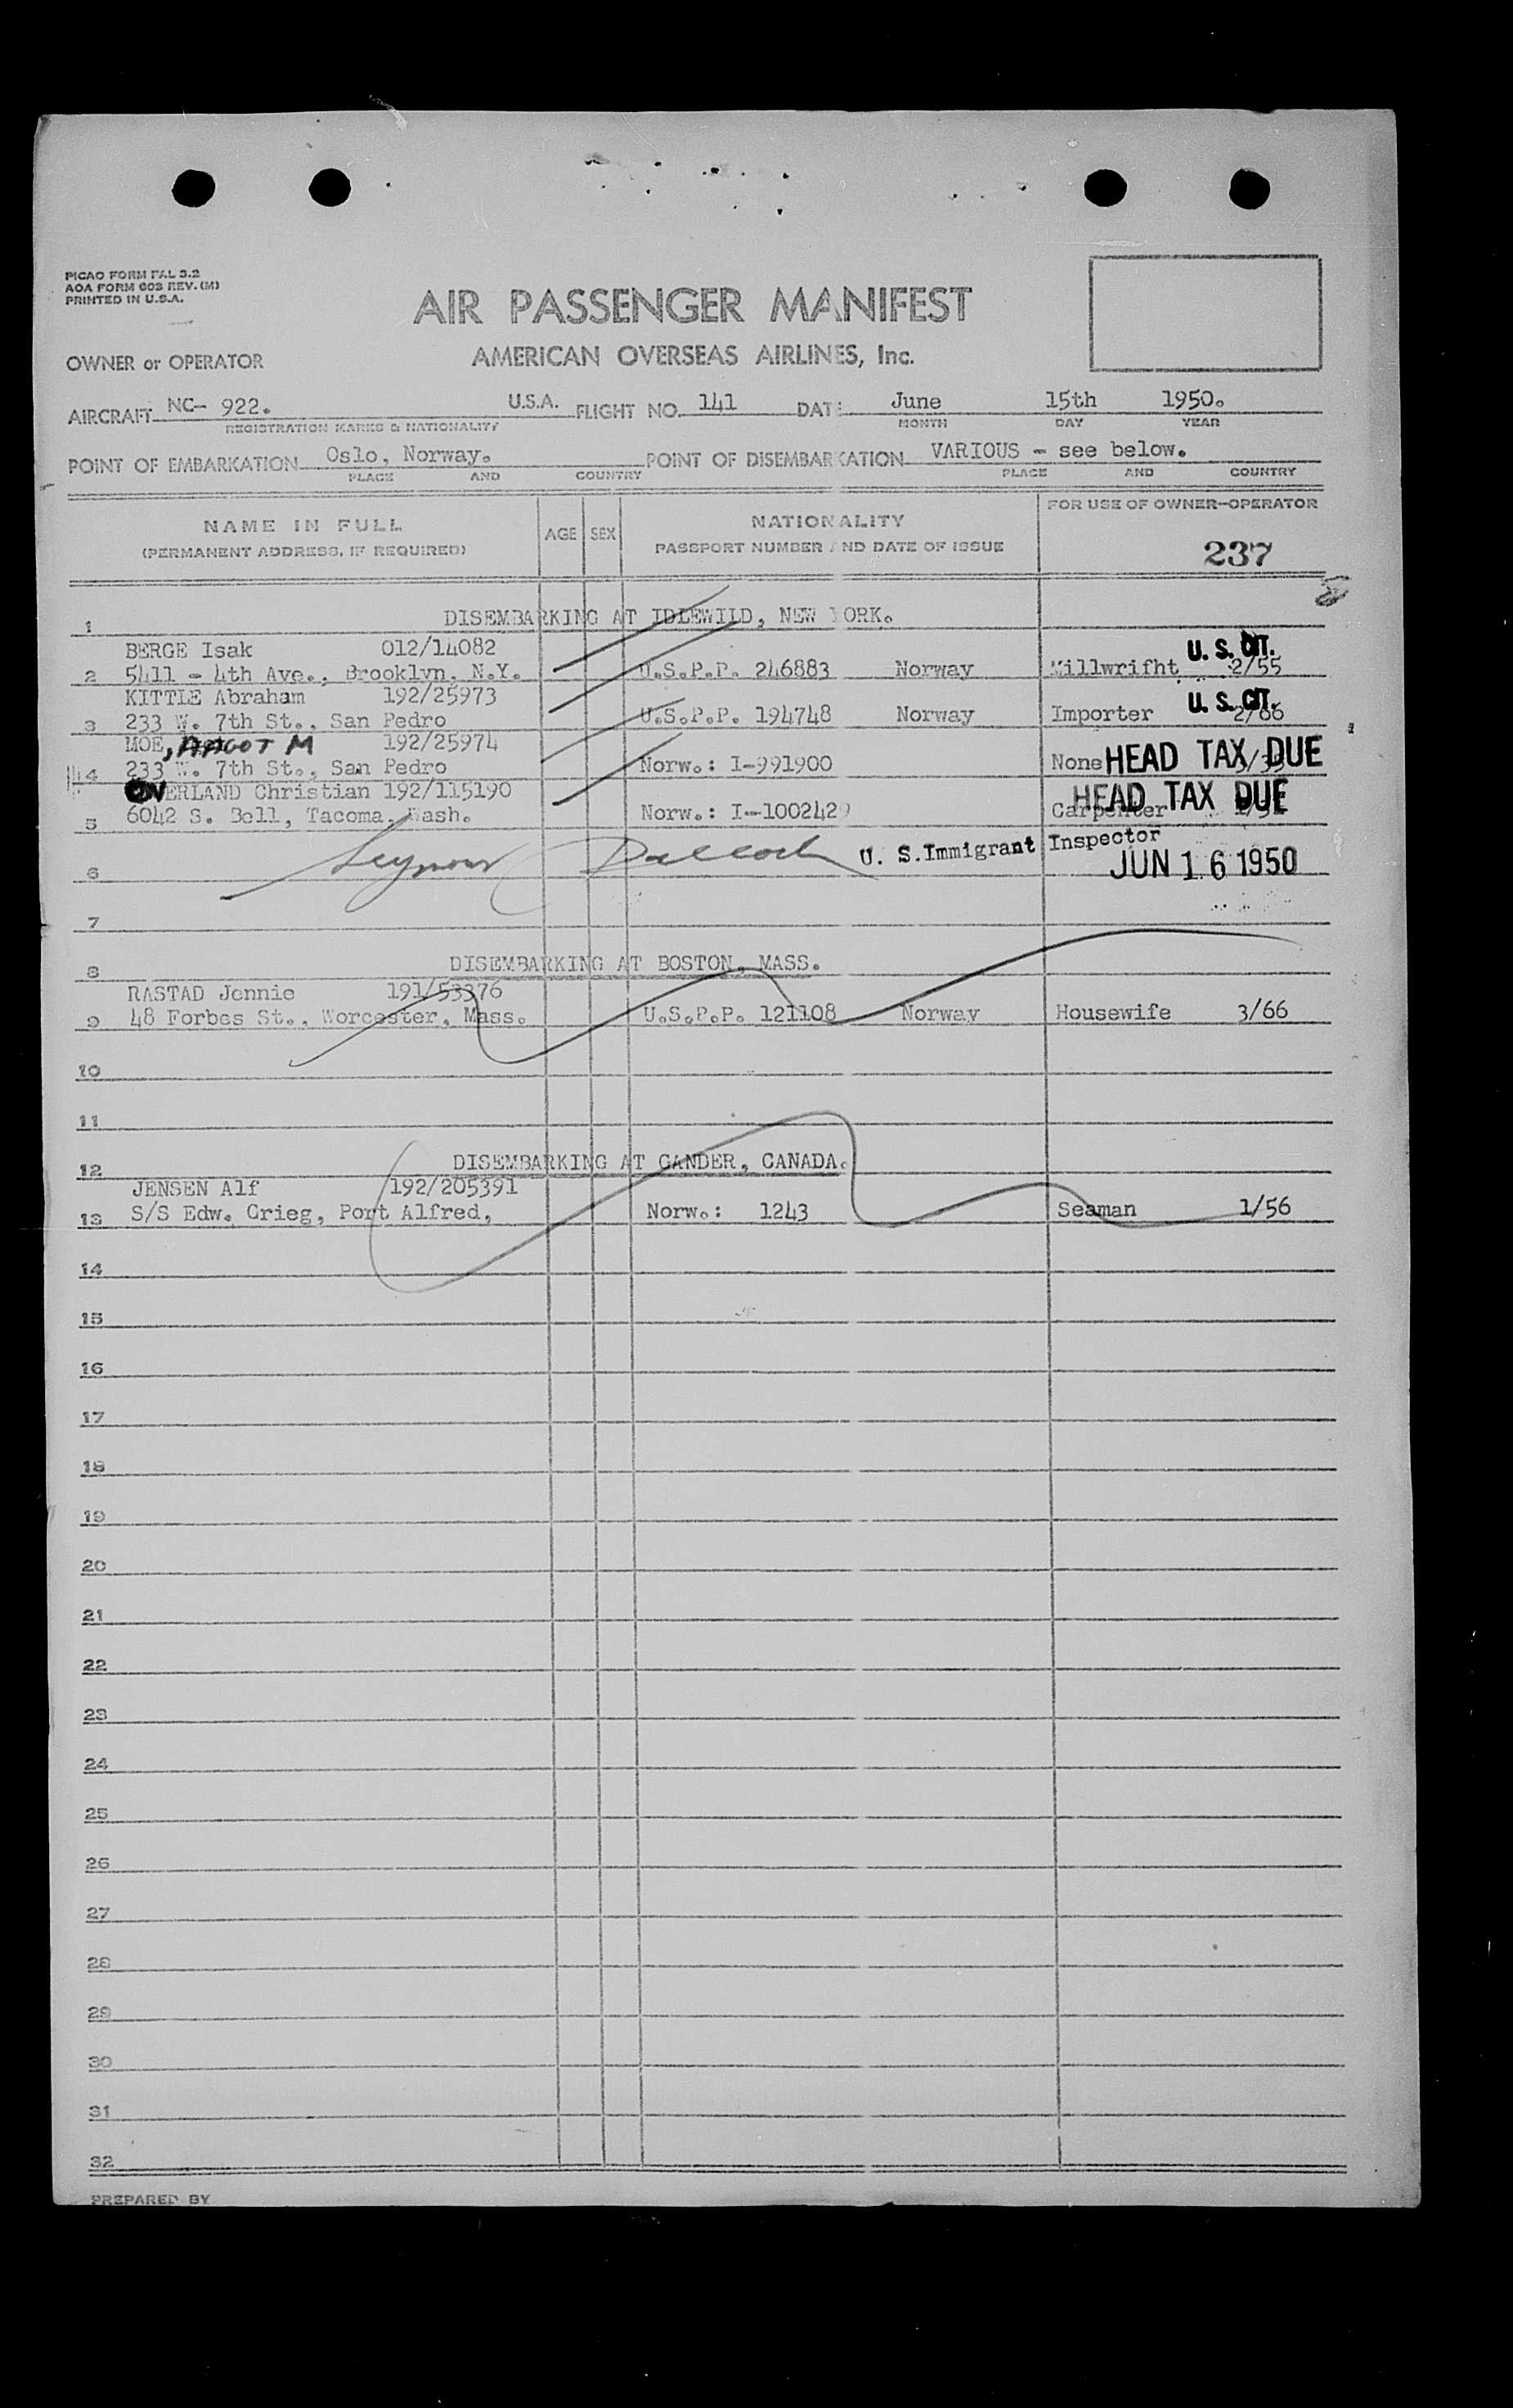 PICAO FORM FAL 3.2
AOA FORM 603 REV. (M)
PRINTED IN U.S.A.
AIR PASSENGER MANIFEST
OWNER or OPERATOR AMERICAN OVERSEAS AIRLINES, Inc.
AIRCRAFT NC- 922. U.S.A. FLIGHT NO. 141 DATE June 15th 1950.
REGISTRATION MARKS & NATIONALITY MONTH DAY YEAR
POINT OF EMBARKATION Oslo, Norway. POINT OF DISEMBARKATION VARIOUS - see below.
PLACE AND COUNTRY PLACE AND COUNTRY
NAME IN FULL AGE SEX NATIONALITY FOR USE OF OWNER-OPERATOR
(PERMANENT ADDRESS, IF REQUIRED) PASSPORT NUMBER AND DATE OF ISSUE 237
1 DISEMBARKING AT IDLEWILD, NEW YORK.
BERGE Isak 012/14082 U. S. CIT.
2 5411 - 4th Ave., Brooklyn, N.Y. U.S.P.P. 246883 Norway Millwrifht 2/55
KITTLE Abraham 192/25973 U. S. CIT.
3 233 W. 7th St., San Pedro U.S.P.P. 194748 Norway Importer 2/66
MOE, AAGOT M 192/25974
4 233 W. 7th St., San Pedro Norw.: I-991900 None HEAD TAX DUE
OVERLAND Christian 192/115190 HEAD TAX DUE
5 6042 S. Bell, Tacoma, Wash. Norw.: I-1002429 Carpenter
6 Seymour U. S. Immigrant Inspector
JUN 16 1950
7
8 DISEMBARKING AT BOSTON, MASS.
RASTAD Jennie 191/53376
9 48 Forbes St., Worcester, Mass. U.S.P.P. 121108 Norway Housewife 3/66
10
11
12 DISEMBARKING AT GANDER, CANADA.
JENSEN Alf 192/205391
13 S/S Edw. Grieg, Port Alfred, Norw.: 1243 Seaman 1/56
14
15
16
17
18
19
20
21
22
23
24
25
26
27
28
29
30
31
32
PREPARED BY